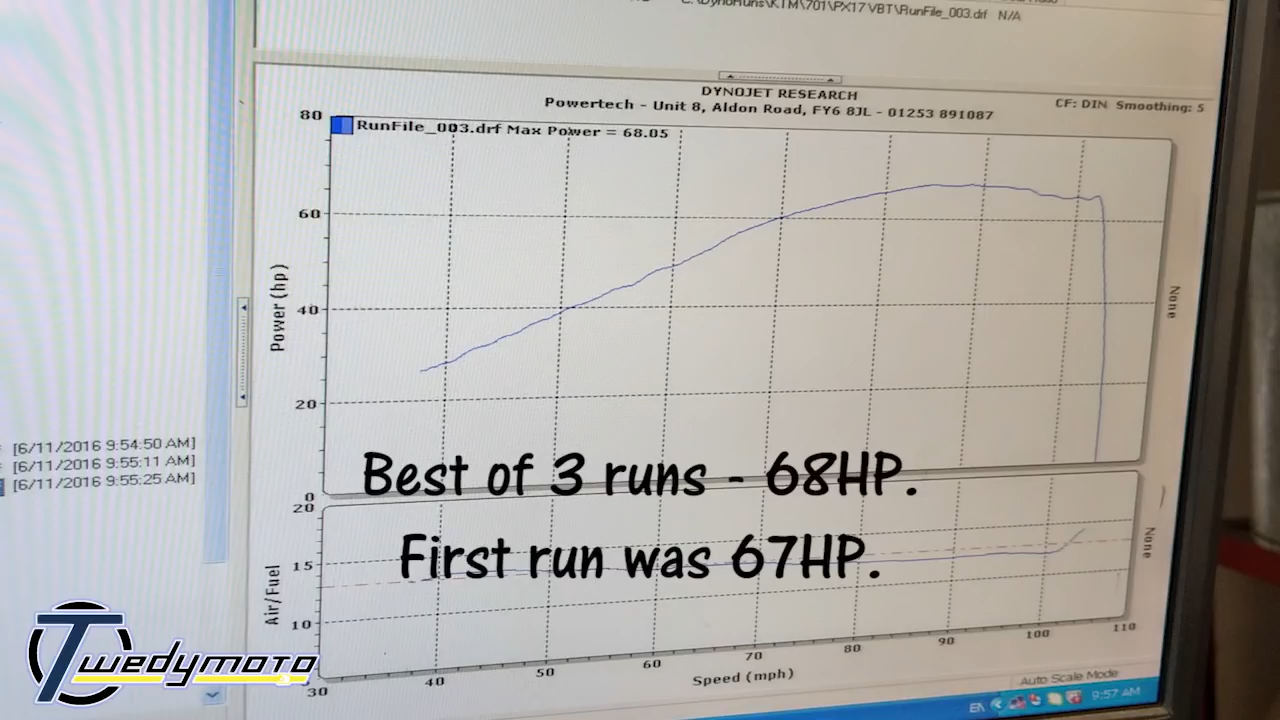 C:\DynoRuns\KTM\701\PX17 VBT\RunFile_003.drf N/A
DYNOJET RESEARCH
Powertech - Unit 8, Aldon Road, FY6 8JL - 01253 891087
CF: DIN Smoothing: 5
80
RunFile_003.drf Max Power = 68.05
60
Power (hp)
40
None
20
0
[6/11/2016 9:54:50 AM]
[6/11/2016 9:55:11 AM]
[6/11/2016 9:55:25 AM]
Best of 3 runs - 68HP.
First run was 67HP.
20
15
Air/Fuel
10
None
30 40 50 60 70 80 90 100 110
Speed (mph)
Auto Scale Mode
EN 9:57 AM
Twedymoto